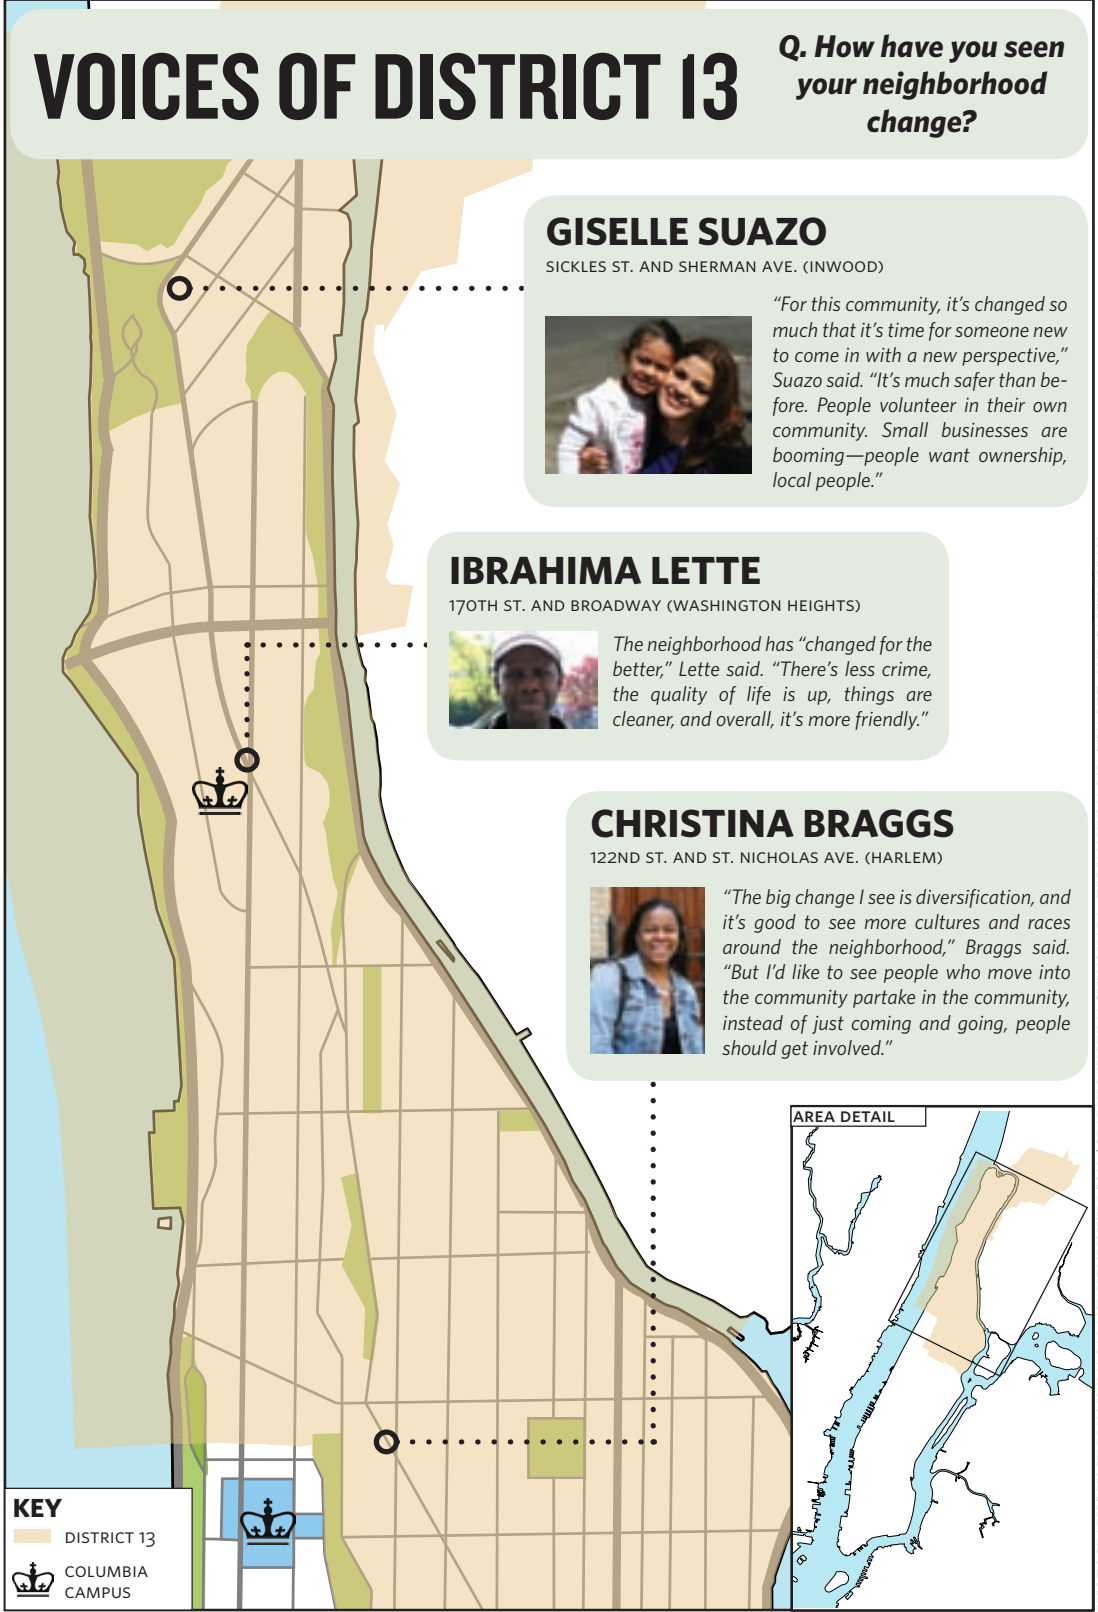 VOICES OF DISTRICT 13
Q. How have you seen
your neighborhood
change?
GISELLE SUAZO
SICKLES ST. AND SHERMAN AVE. (INWOOD)
“For this community, it’s changed so
much that it’s time for someone new
to come in with a new perspective,”
Suazo said. “It’s much safer than be-
fore. People volunteer in their own
community. Small businesses are
booming—people want ownership,
local people.”
IBRAHIMA LETTE
170TH ST. AND BROADWAY (WASHINGTON HEIGHTS)
The neighborhood has “changed for the
better,” Lette said. “There’s less crime,
the quality of life is up, things are
cleaner, and overall, it’s more friendly.”
CHRISTINA BRAGGS
122ND ST. AND ST. NICHOLAS AVE. (HARLEM)
“The big change I see is diversification, and
it’s good to see more cultures and races
around the neighborhood,” Braggs said.
“But I’d like to see people who move into
the community partake in the community,
instead of just coming and going, people
should get involved.”
AREA DETAIL
KEY
DISTRICT 13
COLUMBIA
CAMPUS